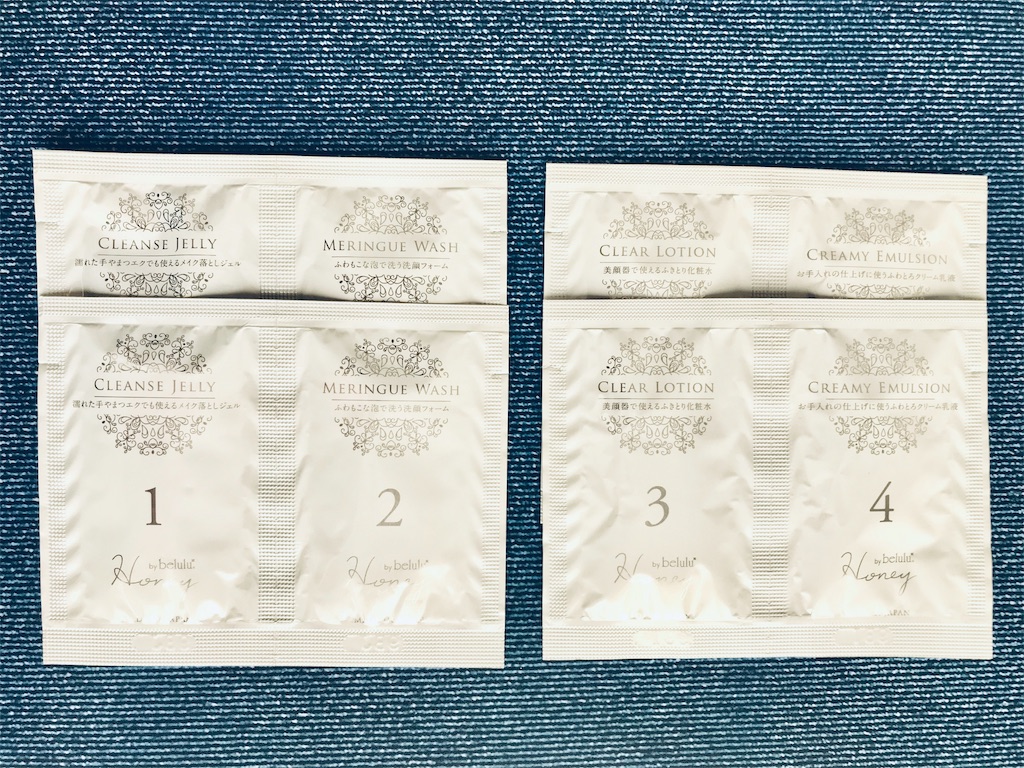 CLEANSE JELLY
濡れた手やまつエクでも使えるメイク落としジェル
MERINGUE WASH
ふわもこな泡で洗う洗顔フォーム
CLEAR LOTION
美顔器で使えるふきとり化粧水
CREAMY EMULSION
お手入れの仕上げに使うふわとろクリーム乳液
CLEANSE JELLY
濡れた手やまつエクでも使えるメイク落としジェル
1
by belulu®
Honey
MERINGUE WASH
ふわもこな泡で洗う洗顔フォーム
2
by belulu®
Honey
CLEAR LOTION
美顔器で使えるふきとり化粧水
3
by belulu®
Honey
CREAMY EMULSION
お手入れの仕上げに使うふわとろクリーム乳液
4
by belulu®
Honey